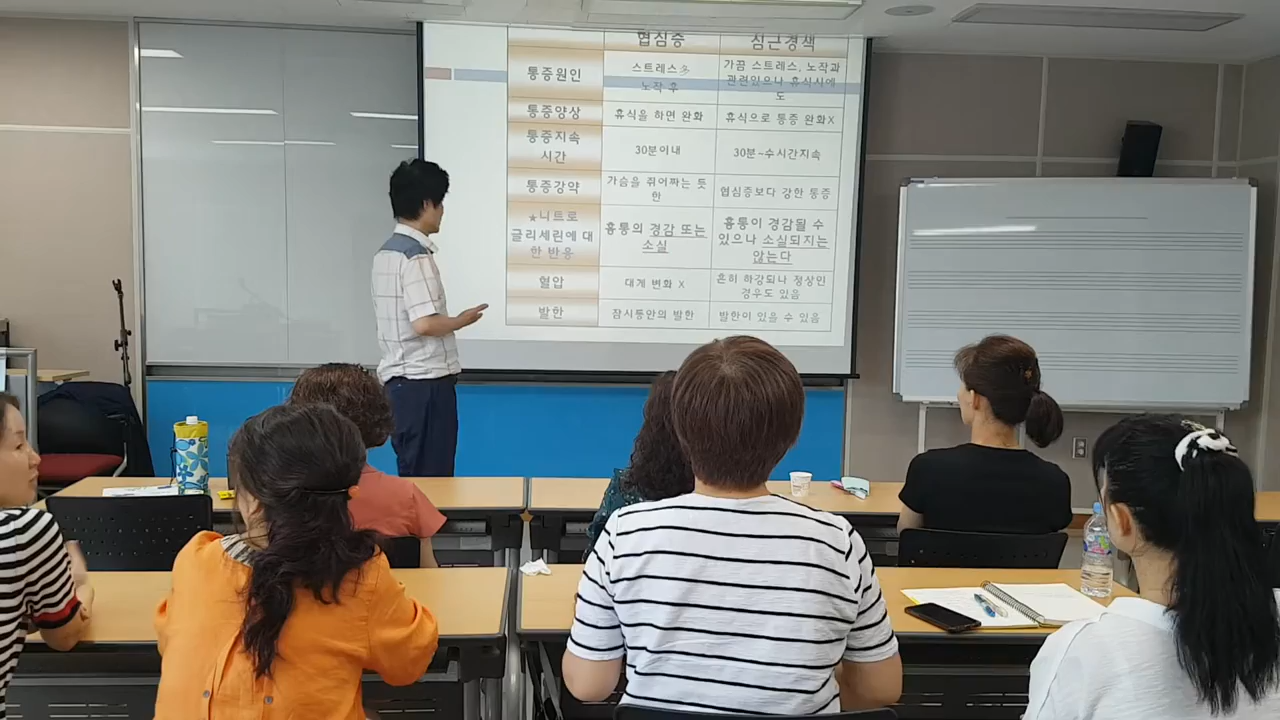 협심증 심근경색
통증원인 스트레스多 노작 후 가끔 스트레스, 노작과 관련있으나 휴식시에도
통증양상 휴식을 하면 완화 휴식으로 통증 완화X
통증지속 시간 30분이내 30분~수시간지속
통증강약 가슴을 쥐어짜는 듯한 협심증보다 강한 통증
★니트로 글리세린에 대한 반응 흉통의 경감 또는 소실 흉통이 경감될 수 있으나 소실되지는 않는다
혈압 대게 변화 X 흔히 하강되나 정상인 경우도 있음
발한 잠시동안의 발한 발한이 있을 수 있음